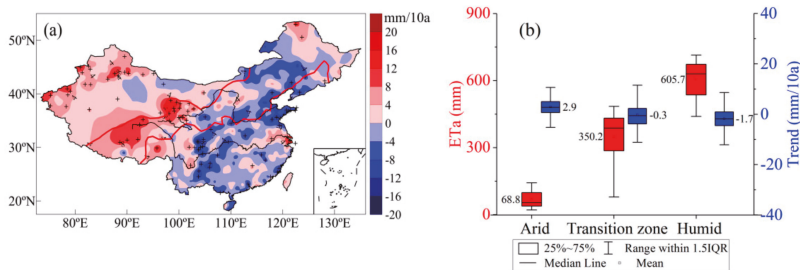 (a)
mm/10a
20
16
12
8
4
0
-4
-8
-12
-16
-20
50°N
40°N
30°N
20°N
80°E 90°E 100°E 110°E 120°E 130°E
(b)
ETa (mm)
900
600
300
0
Trend (mm/10a)
40
20
0
-20
-40
68.8
2.9
350.2
-0.3
605.7
-1.7
Arid Transition zone Humid
25%~75% Range within 1.5IQR
Median Line Mean